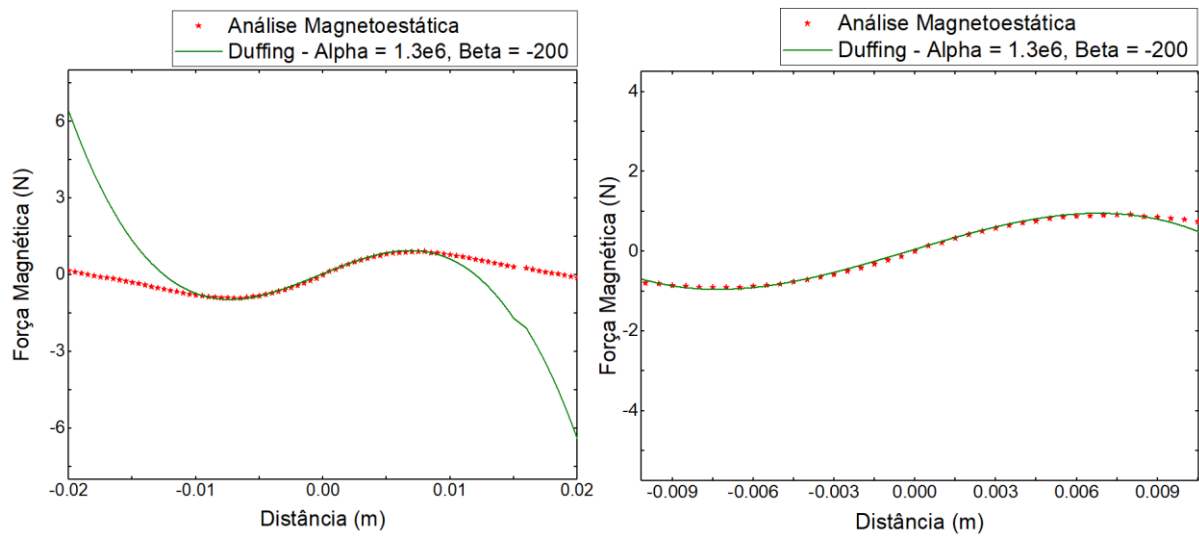 Análise Magnetoestática
Duffing - Alpha = 1.3e6, Beta = -200
6
3
0
-3
-6
Força Magnética (N)
-0.02
-0.01
0.00
0.01
0.02
Distância (m)
Análise Magnetoestática
Duffing - Alpha = 1.3e6, Beta = -200
4
2
0
-2
-4
Força Magnética (N)
-0.009
-0.006
-0.003
0.000
0.003
0.006
0.009
Distância (m)